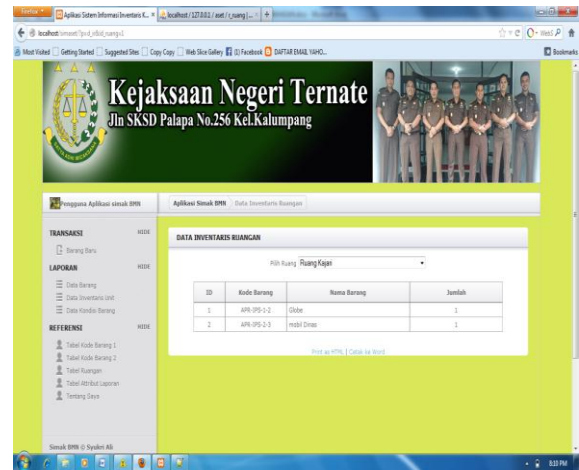 Firefox
Aplikasi Sistem Informasi Inventaris K...
localhost / 127.0.0.1 / aset / r_ruang | ...
Most Visited
Getting Started
Suggested Sites
Copy Copy
Web Slice Gallery
(1) Facebook
DAFTAR EMAIL YAHO...
Bookmarks
Kejaksaan Negeri Ternate
Jln SKSD Palapa No.256 Kel.Kalumpang
Pengguna Aplikasi simak BMN
Aplikasi Simak BMN
Data Inventaris Ruangan
TRANSAKSI
HIDE
Barang Baru
LAPORAN
HIDE
Data Barang
Data Inventaris Unit
Data Kondisi Barang
REFERENSI
HIDE
Tabel Kode Barang 1
Tabel Kode Barang 2
Tabel Ruangan
Tabel Attribut Laporan
Tentang Saya
Simak BMN © Syukri Ali
DATA INVENTARIS RUANGAN
Pilih Ruang Ruang Kajari
ID Kode Barang Nama Barang Jumlah
1 APR-IPS-1-2 Globe 1
2 APR-IPS-2-3 mobil Dinas 1
Print as HTML | Cetak ke Word
8:10 PM